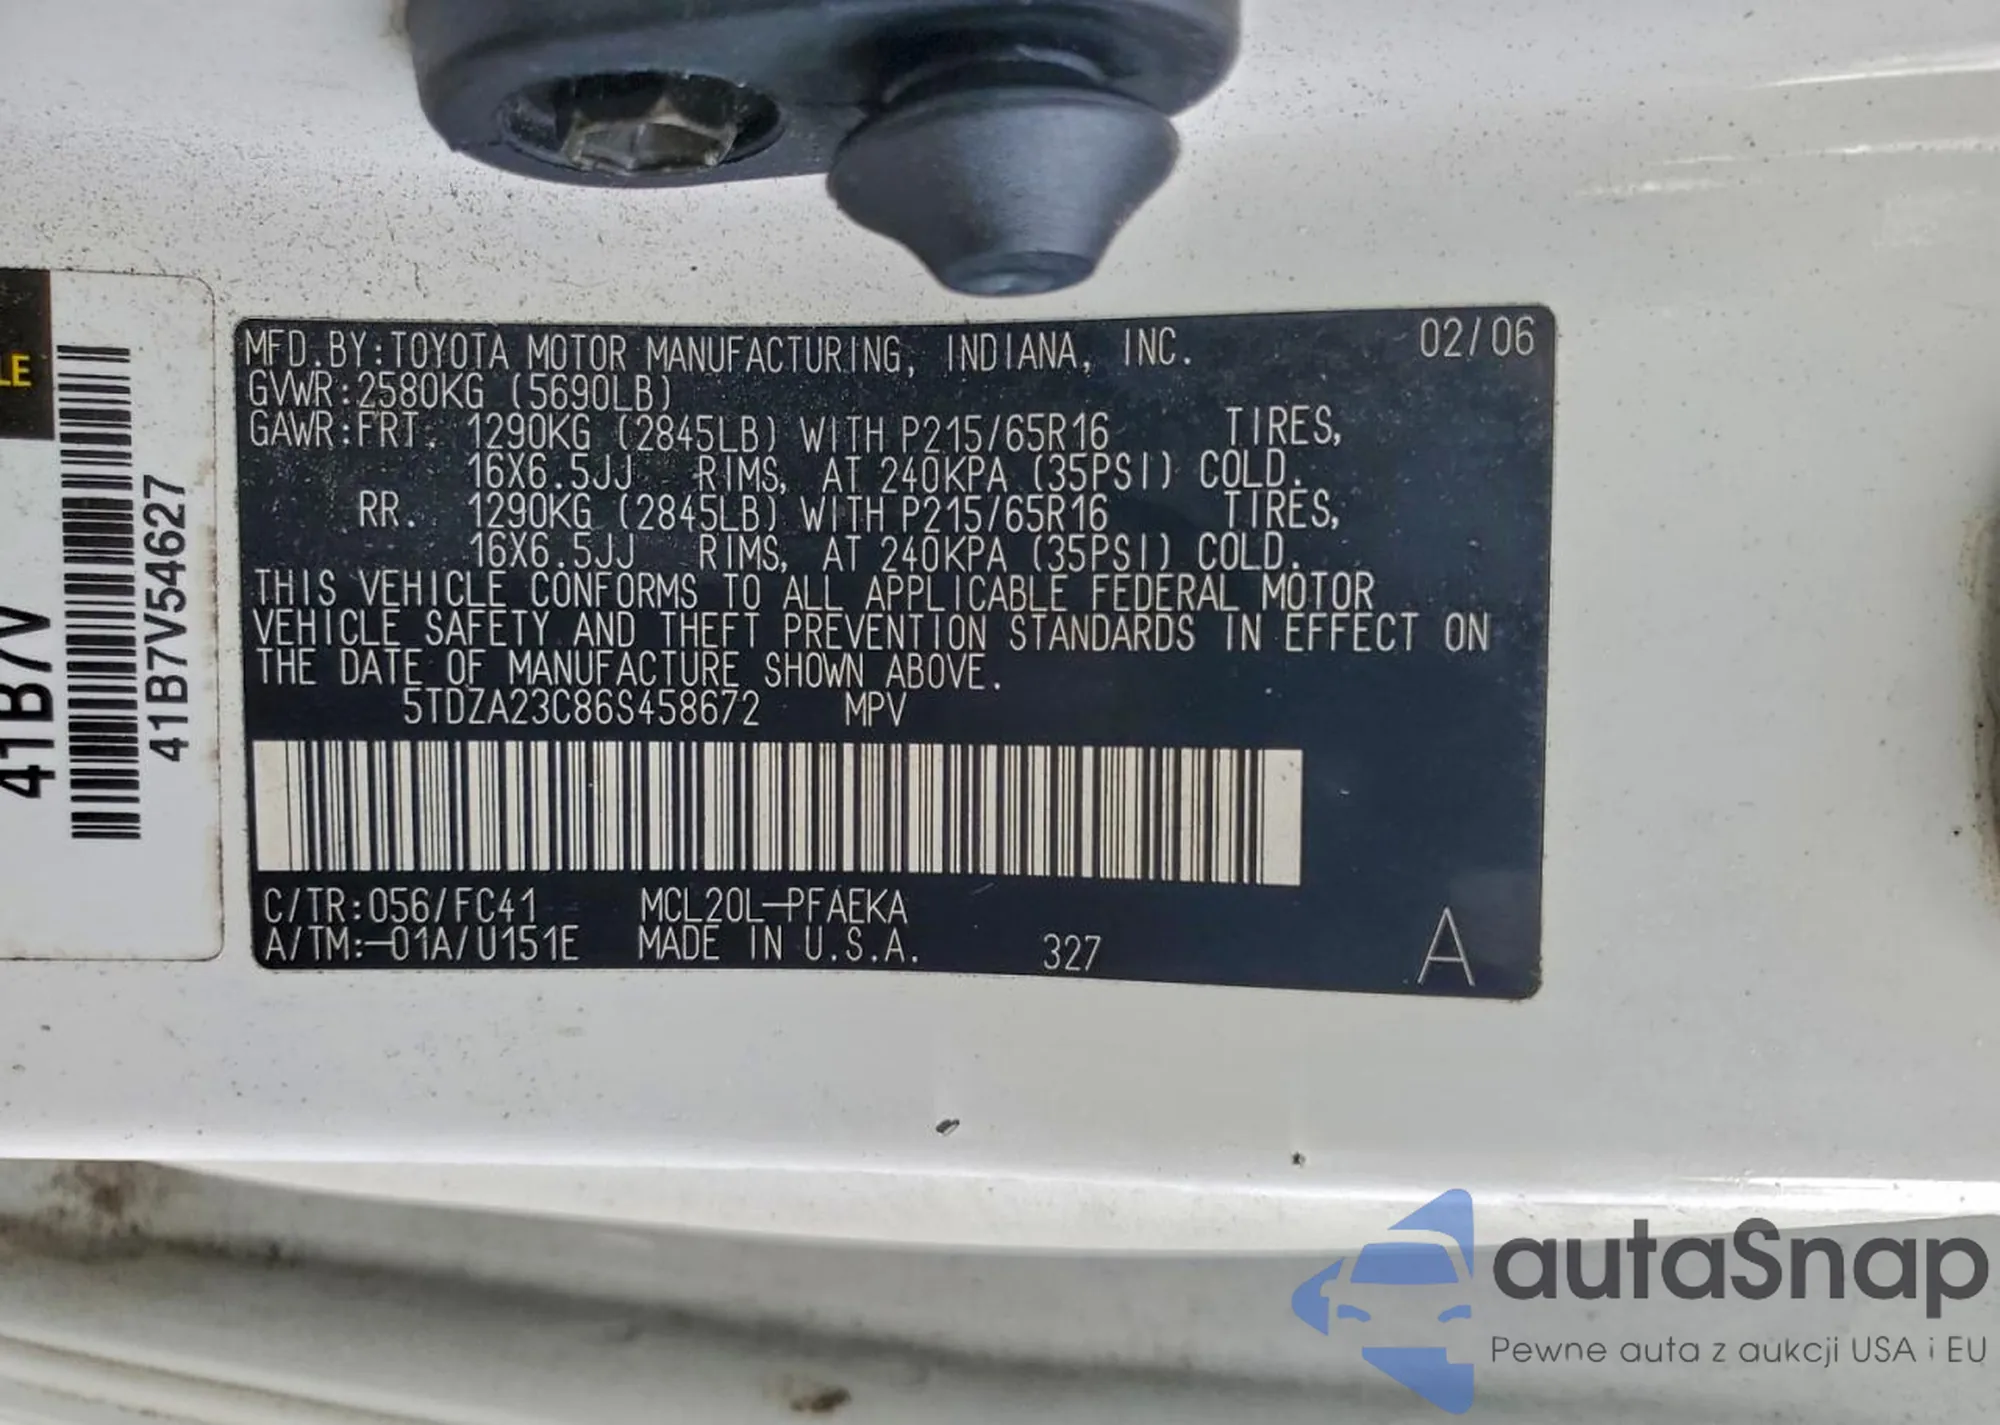 MFD.BY:TOYOTA MOTOR MANUFACTURING, INDIANA, INC. 02/06
GVWR:2580KG (5690LB)
GAWR:FRT. 1290KG (2845LB) WITH P215/65R16 TIRES,
16X6.5JJ RIMS, AT 240KPA (35PSI) COLD.
RR. 1290KG (2845LB) WITH P215/65R16 TIRES,
16X6.5JJ RIMS, AT 240KPA (35PSI) COLD.
THIS VEHICLE CONFORMS TO ALL APPLICABLE FEDERAL MOTOR
VEHICLE SAFETY AND THEFT PREVENTION STANDARDS IN EFFECT ON
THE DATE OF MANUFACTURE SHOWN ABOVE.
5TDZA23C86S458672 MPV
C/TR:056/FC41 MCL20L-PFAEKA
A/TM:-01A/U151E MADE IN U.S.A. 327 A
LE
41B7V
41B7V54627
autoSnap
Pewne auta z aukcji USA i EU